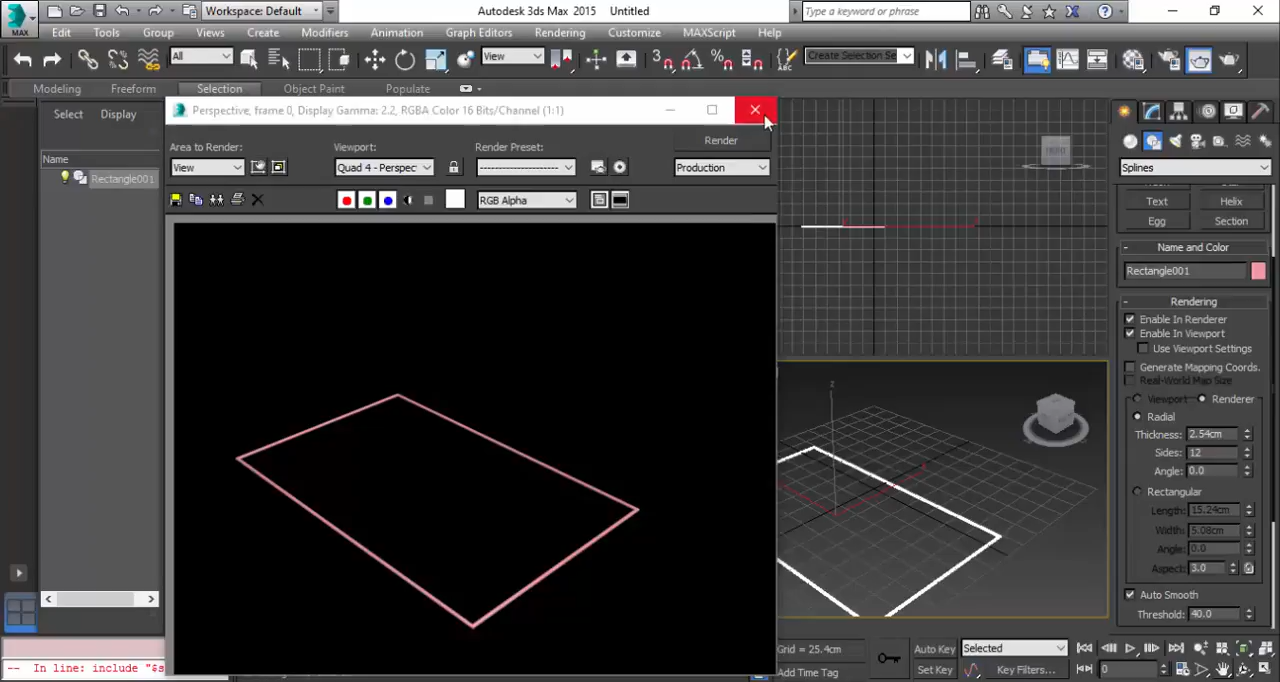 Workspace: Default
Autodesk 3ds Max 2015 Untitled
Type a keyword or phrase
MAX
Edit Tools Group Views Create Modifiers Animation Graph Editors Rendering Customize MAXScript Help
All
View
3
Create Selection Se
ABC
Modeling Freeform Selection Object Paint Populate
Select Display
Perspective, frame 0, Display Gamma: 2.2, RGBA Color 16 Bits/Channel (1:1)
Area to Render: Viewport: Render Preset: Render
View Quad 4 - Perspec Production
RGB Alpha
Name
Rectangle001
Splines
Text Helix
Egg Section
- Name and Color
Rectangle001
- Rendering
Enable In Renderer
Enable In Viewport
Use Viewport Settings
Generate Mapping Coords.
Real-World Map Size
Viewport Renderer
Radial
Thickness: 2.54cm
Sides: 12
Angle: 0.0
Rectangular
Length: 15.24cm
Width: 5.08cm
Angle: 0.0
Aspect: 3.0
Auto Smooth
Threshold: 40.0
z
Grid = 25.4cm Auto Key Selected
-- In line: include "$s
Add Time Tag Set Key Key Filters... 0